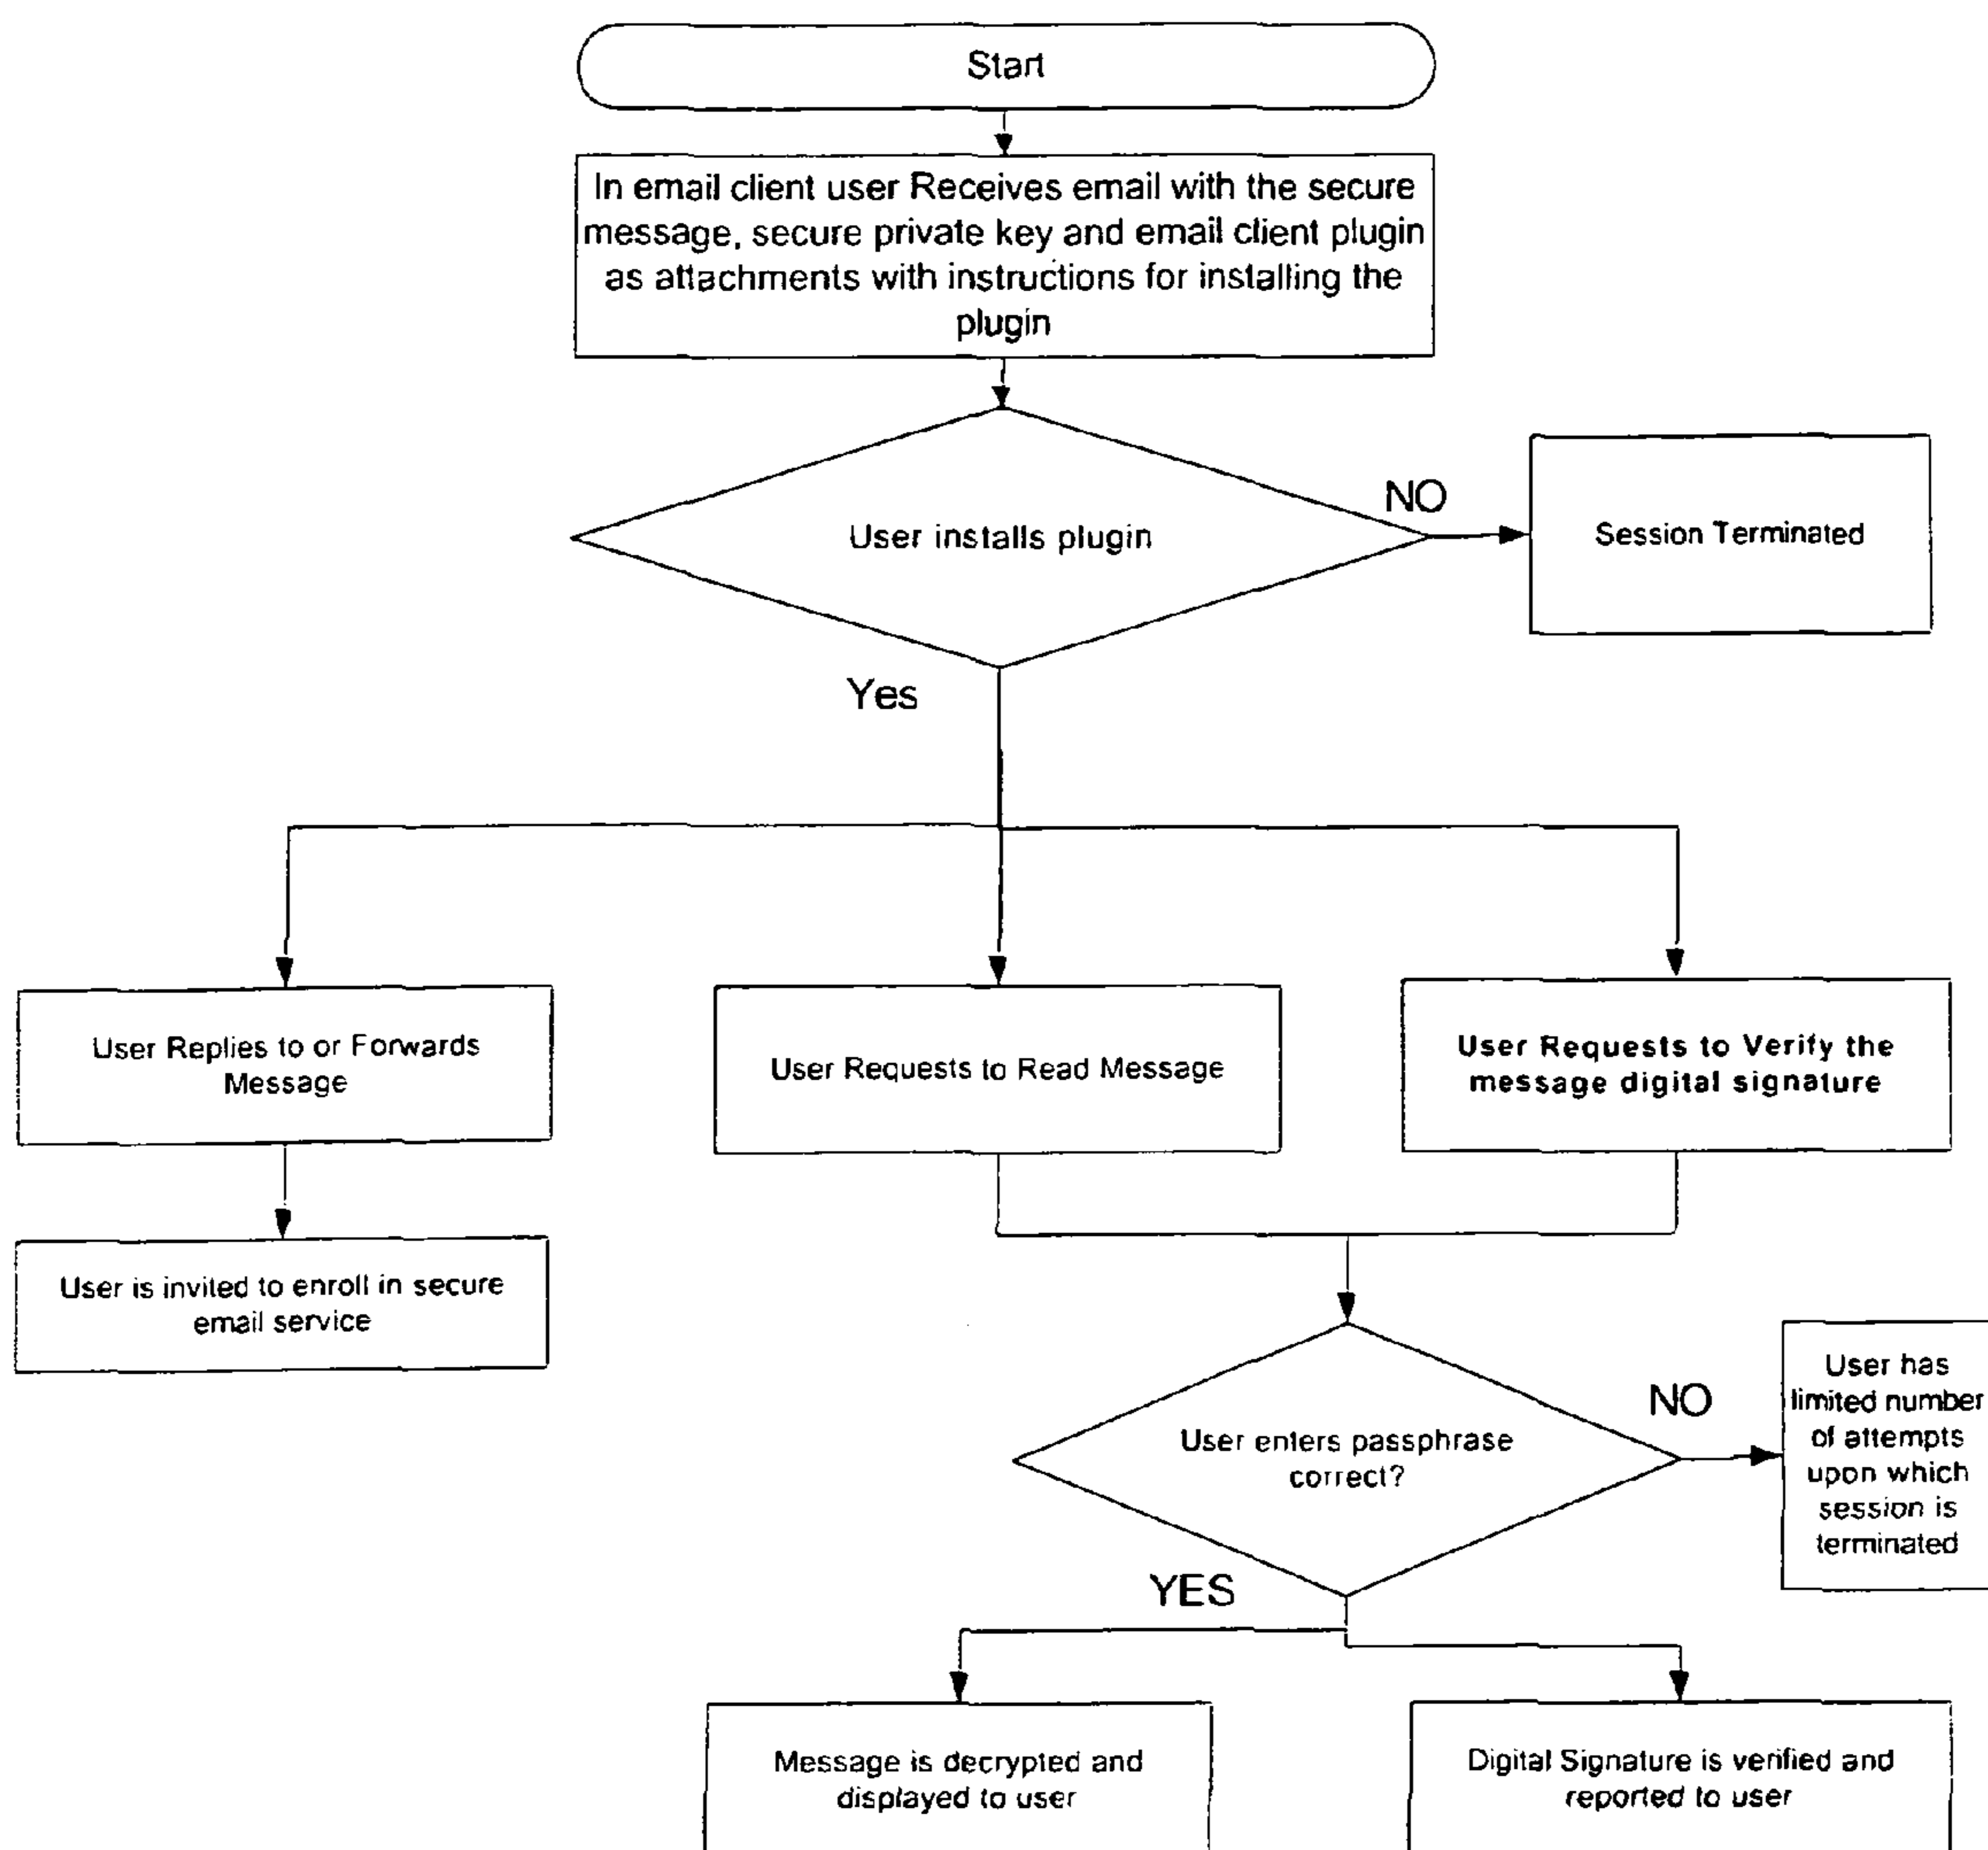 Start
In email client user Receives email with the secure
message, secure private key and email client plugin
as attachments with instructions for installing the
plugin
User installs plugin
NO
Session Terminated
Yes
User Replies to or Forwards
Message
User Requests to Read Message
User Requests to Verify the
message digital signature
User is invited to enroll in secure
email service
User enters passphrase
correct?
NO
User has
limited number
of attempts
upon which
session is
terminated
YES
Message is decrypted and
displayed to user
Digital Signature is verified and
reported to user